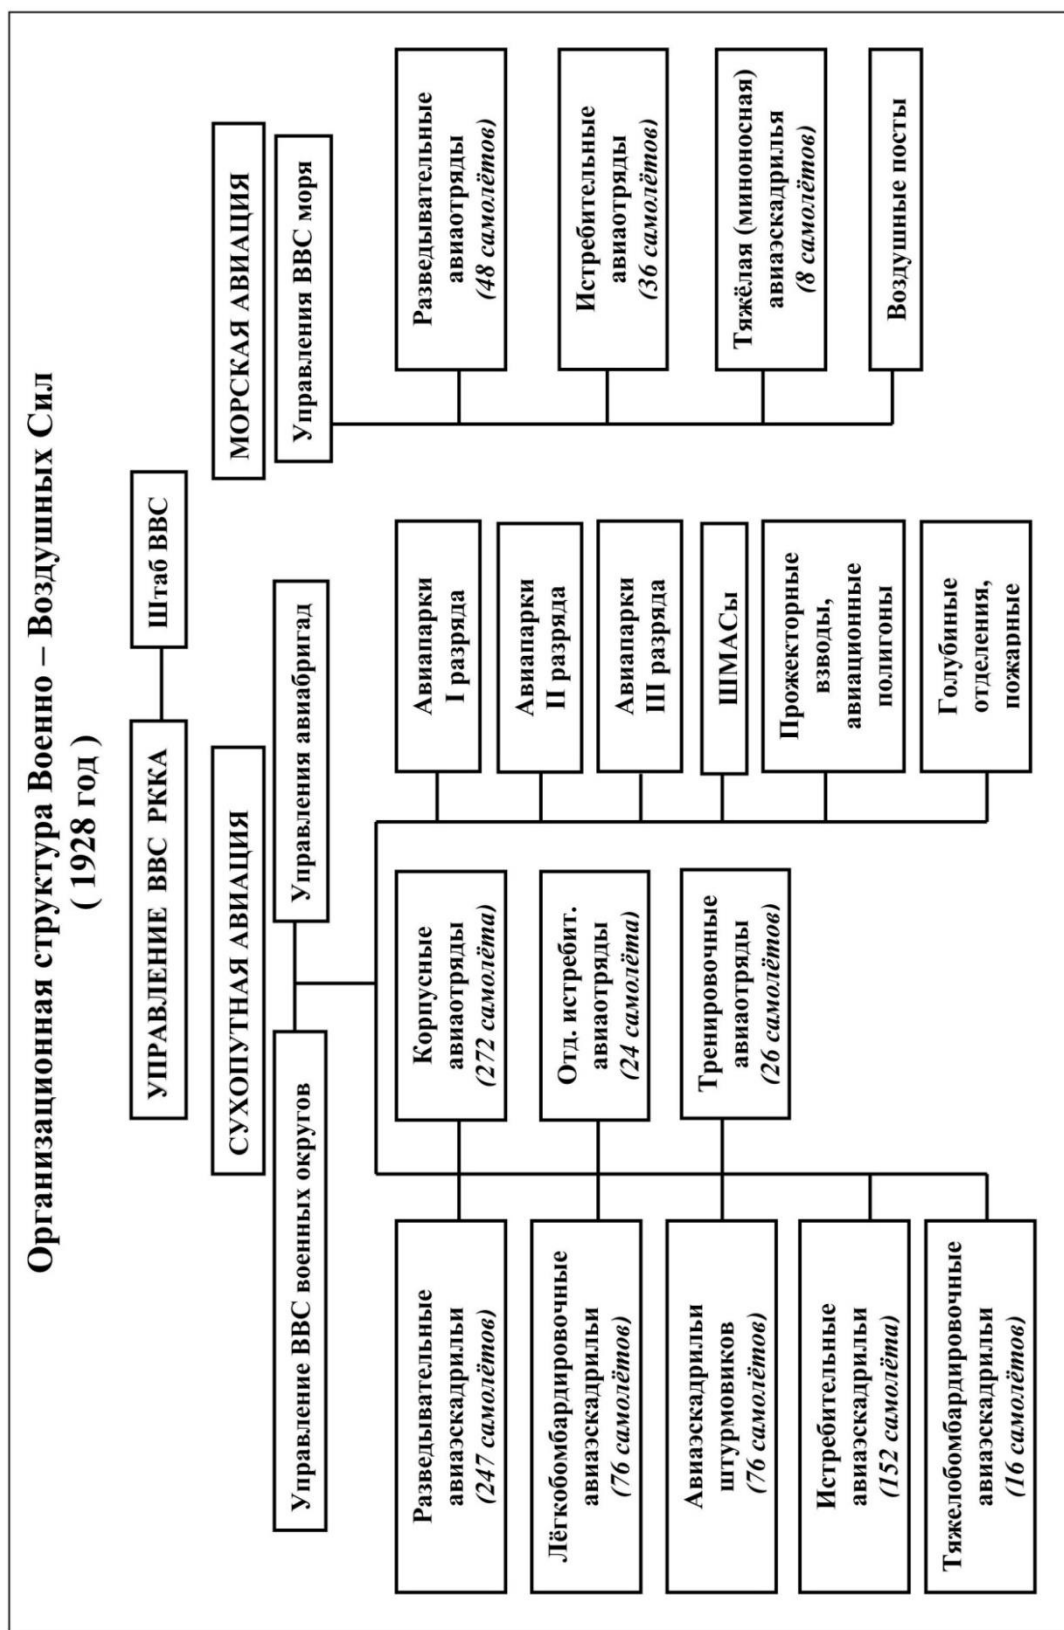 Организационная структура Военно – Воздушных Сил
( 1928 год )
УПРАВЛЕНИЕ ВВС РККА
Штаб ВВС
СУХОПУТНАЯ АВИАЦИЯ
МОРСКАЯ АВИАЦИЯ
Управление ВВС военных округов
Управления авиабригад
Управления ВВС моря
Разведывательные
авиаэскадрильи
(247 самолётов)
Лёгкобомбардировочные
авиаэскадрильи
(76 самолётов)
Авиаэскадрильи
штурмовиков
(76 самолётов)
Истребительные
авиаэскадрильи
(152 самолёта)
Тяжелобомбардировочные
авиаэскадрильи
(16 самолётов)
Корпусные
авиаотряды
(272 самолёта)
Отд. истребит.
авиаотряды
(24 самолёта)
Тренировочные
авиаотряды
(26 самолётов)
Авиапарки
I разряда
Авиапарки
II разряда
Авиапарки
III разряда
ШМАСы
Прожекторные
взводы,
авиационные
полигоны
Голубиные
отделения,
пожарные
Разведывательные
авиаотряды
(48 самолётов)
Истребительные
авиаотряды
(36 самолётов)
Тяжёлая (миноносная)
авиаэскадрилья
(8 самолётов)
Воздушные посты